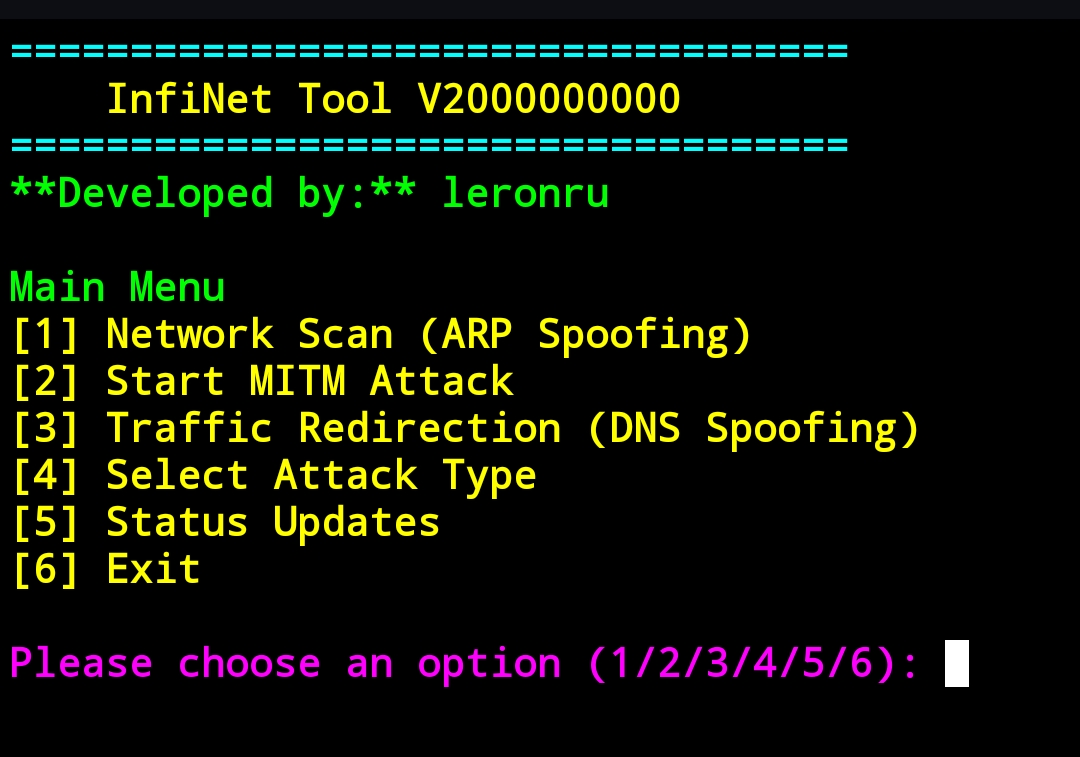 ===================================
InfiNet Tool V2000000000
===================================
**Developed by:** leronru
Main Menu
[1] Network Scan (ARP Spoofing)
[2] Start MITM Attack
[3] Traffic Redirection (DNS Spoofing)
[4] Select Attack Type
[5] Status Updates
[6] Exit
Please choose an option (1/2/3/4/5/6):